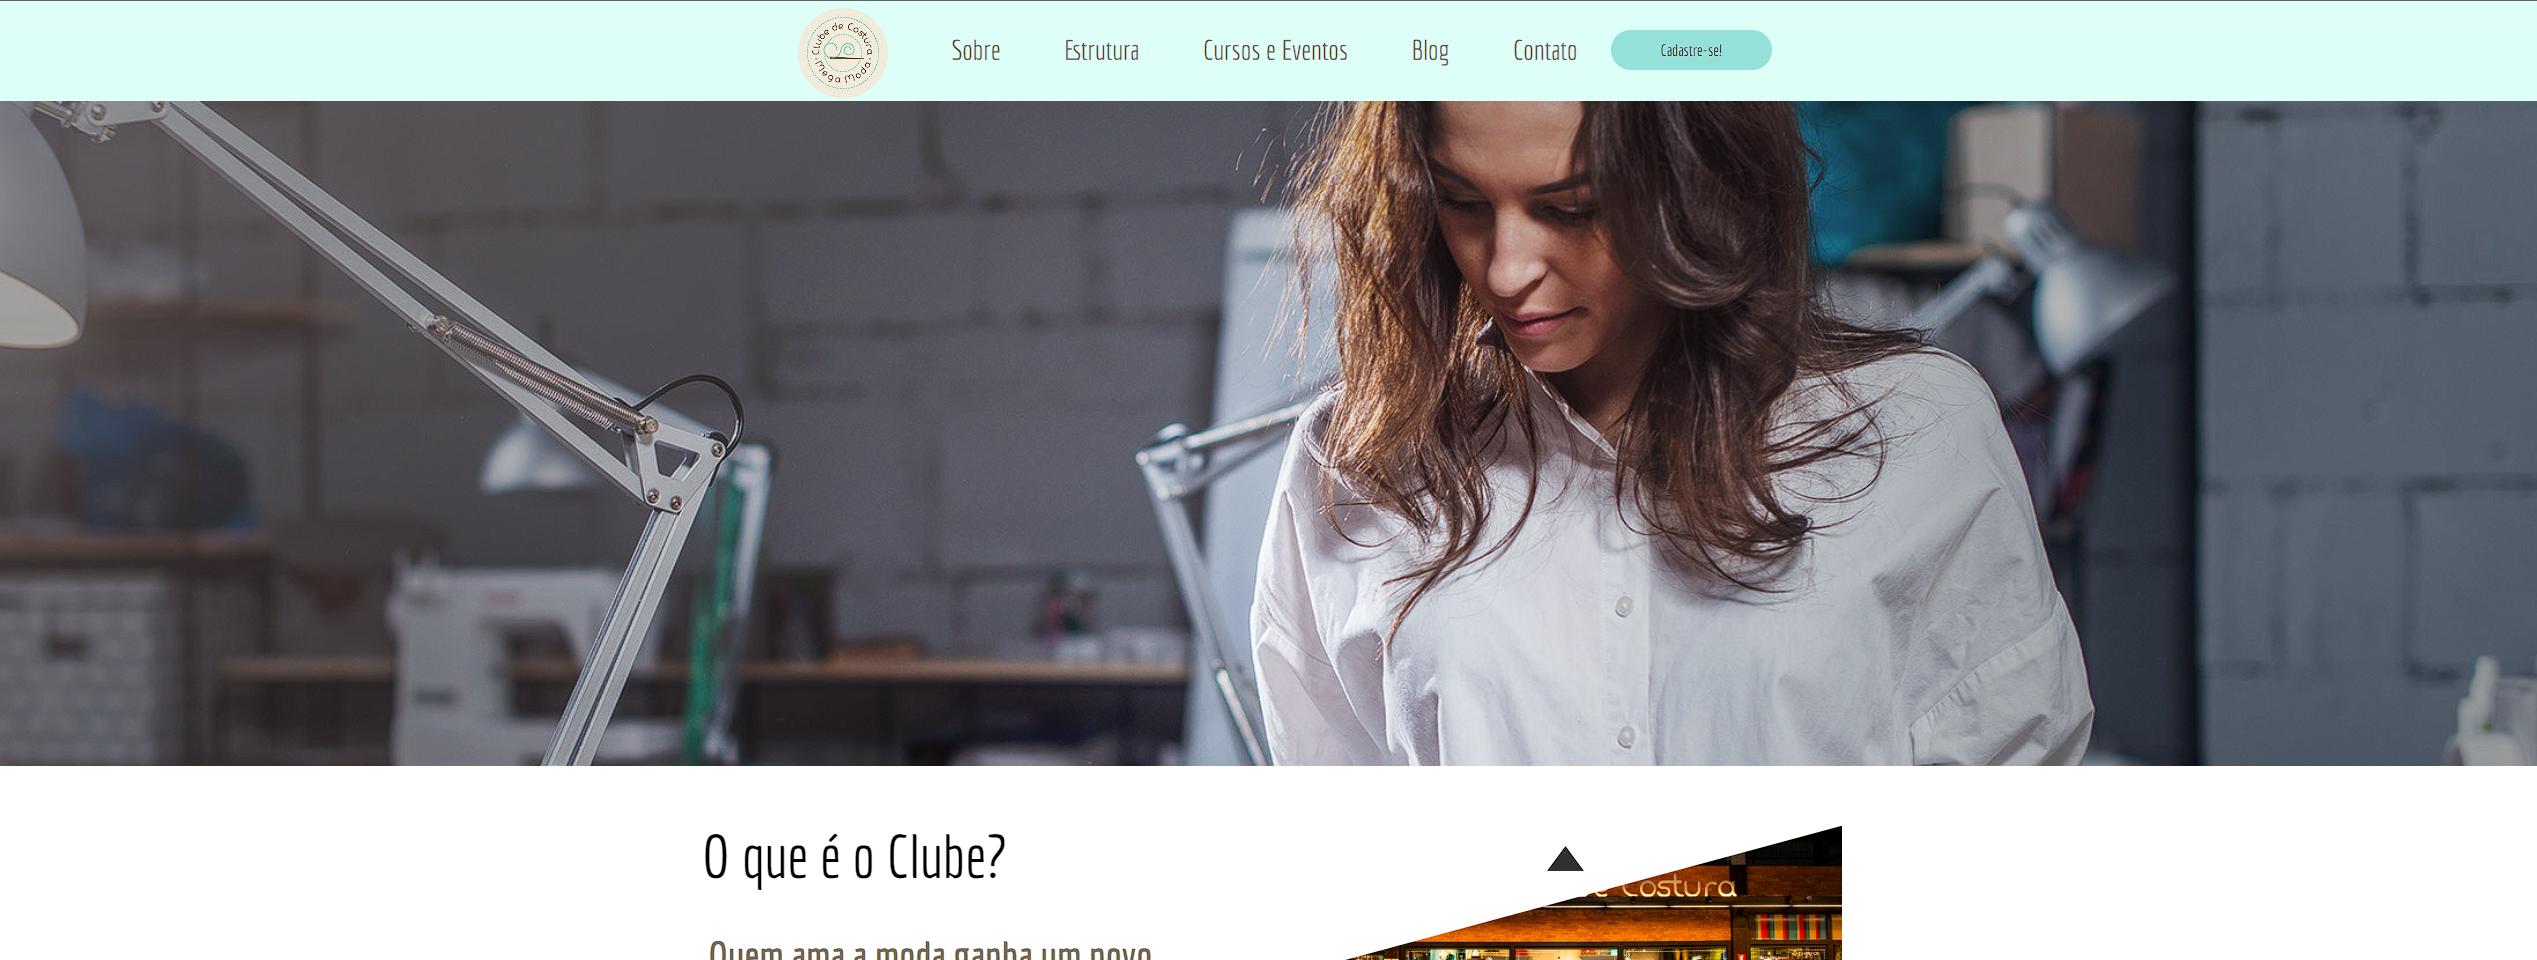 Clube de Costura
Mega Moda
Sobre
Estrutura
Cursos e Eventos
Blog
Contato
Cadastre-se!
O que é o Clube?
Costura
Quem ama a moda ganha um novo